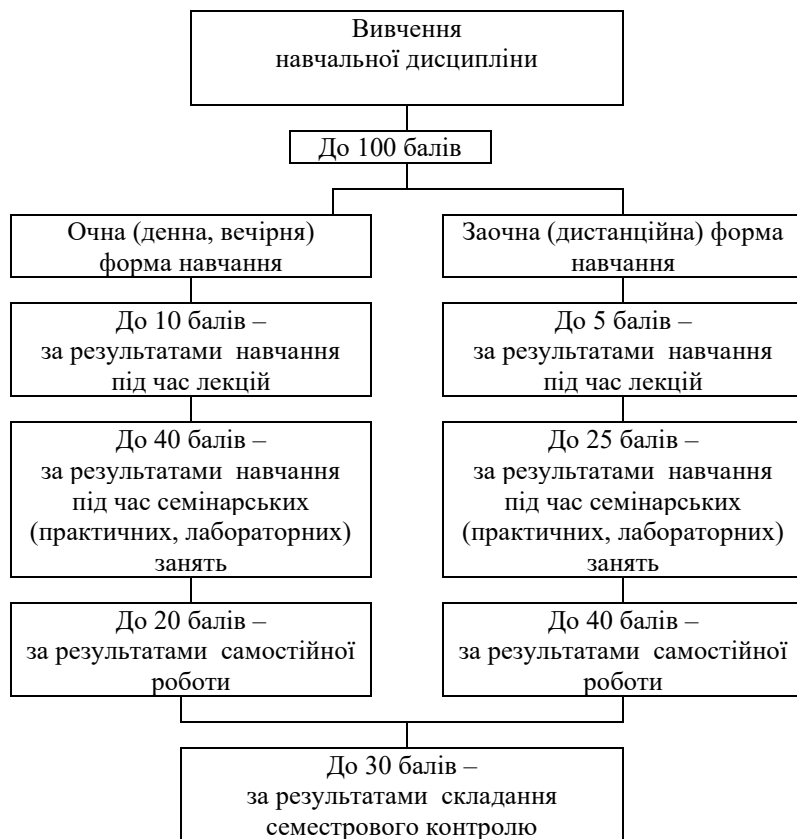 Вивчення
навчальної дисципліни
До 100 балів
Очна (денна, вечірня)
форма навчання
До 10 балів –
за результатами навчання
під час лекцій
До 40 балів –
за результатами навчання
під час семінарських
(практичних, лабораторних)
занять
До 20 балів –
за результатами самостійної
роботи
Заочна (дистанційна) форма
навчання
До 5 балів –
за результатами навчання
під час лекцій
До 25 балів –
за результатами навчання
під час семінарських
(практичних, лабораторних)
занять
До 40 балів –
за результатами самостійної
роботи
До 30 балів –
за результатами складання
семестрового контролю